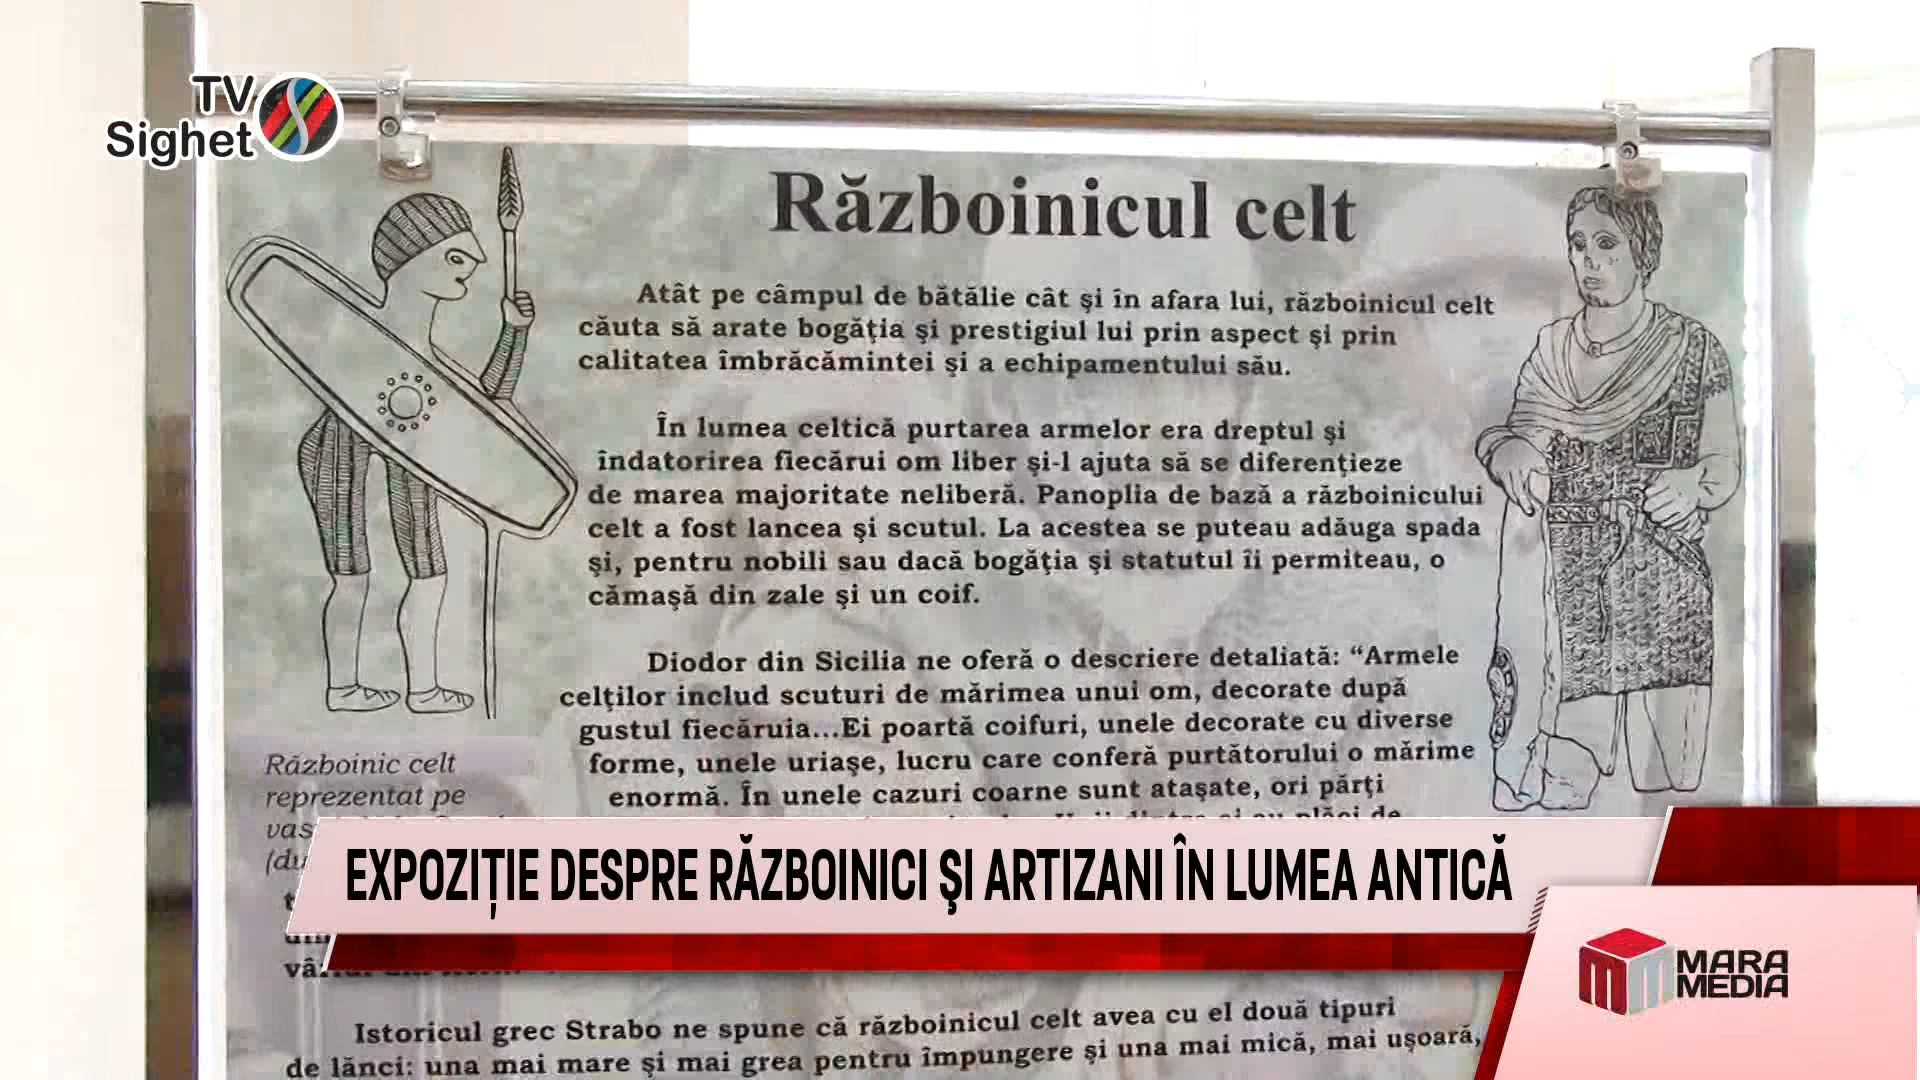 TV
Sighet
Războinicul celt
Atât pe câmpul de bătălie cât şi în afara lui, războinicul celt
căuta să arate bogăţia şi prestigiul lui prin aspect şi prin
calitatea îmbrăcămintei şi a echipamentului său.
În lumea celtică purtarea armelor era dreptul şi
îndatorirea fiecărui om liber şi-l ajuta să se diferenţieze
de marea majoritate neliberă. Panoplia de bază a războinicului
celt a fost lancea şi scutul. La acestea se puteau adăuga spada
şi, pentru nobili sau dacă bogăţia şi statutul îi permiteau, o
cămaşă din zale şi un coif.
Diodor din Sicilia ne oferă o descriere detaliată: “Armele
celţilor includ scuturi de mărimea unui om, decorate după
gustul fiecăruia...Ei poartă coifuri, unele decorate cu diverse
forme, unele uriaşe, lucru care conferă purtătorului o mărime
enormă. În unele cazuri coarne sunt ataşate, ori părţi
plăci de
Războinic celt
reprezentat pe
EXPOZIȚIE DESPRE RĂZBOINICI ŞI ARTIZANI ÎN LUMEA ANTICĂ
MARA
MEDIA
Istoricul grec Strabo ne spune că războinicul celt avea cu el două tipuri
de lănci: una mai mare şi mai grea pentru împungere şi una mai mică, mai uşoară,